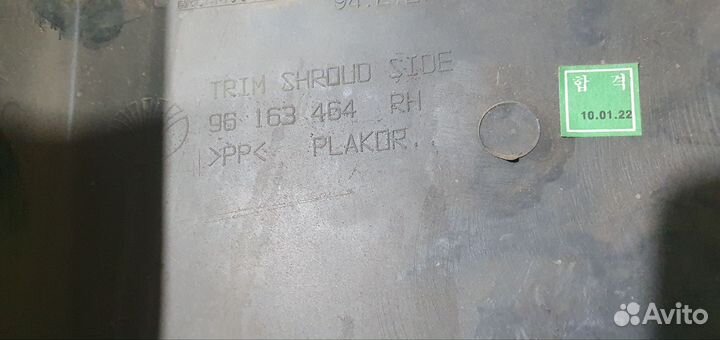 TRIM SHROUD SIDE
96 163 464 RH
>PP< PLAKOR.
합격
10.01.22
Avito